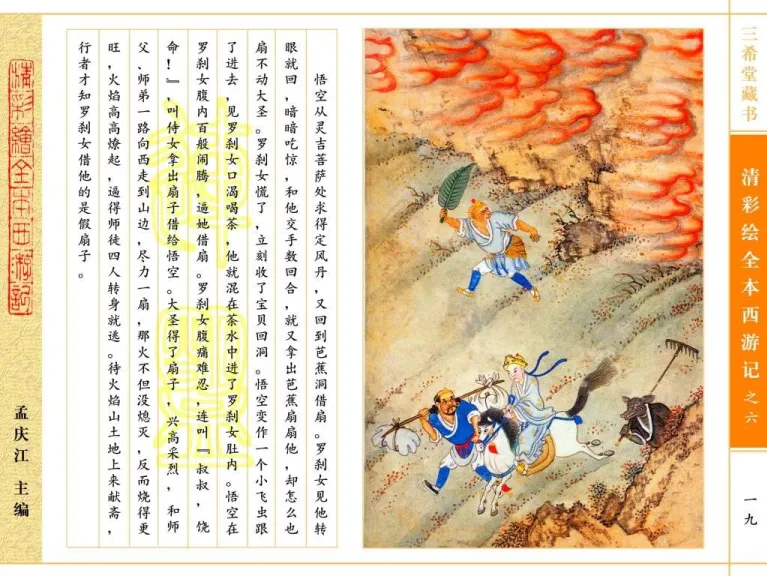 三希堂藏书
清彩绘全本西游记之六
一九
悟空从灵吉菩萨处求得定风丹，又回到芭蕉洞借扇。罗刹女见他转
眼就回，暗暗吃惊，和他交手数回合，就又拿出芭蕉扇扇他，却怎么也
扇不动大圣。罗刹女慌了，立刻收了宝贝回洞。悟空变作一个小飞虫跟
了进去，见罗刹女口渴喝茶，他就混在茶水中进了罗刹女肚内。悟空在
罗刹女腹内百般闹腾，逼她借扇。罗刹女腹痛难忍，连叫『叔叔，饶
命！』，叫侍女拿出扇子借给悟空。大圣得了扇子，兴高采烈，和师
父、师弟一路向西走到山边，尽力一扇，那火不但没熄灭，反而烧得更
旺，火焰高高燎起，逼得师徒四人转身就逃。待火焰山土地上来献斋，
行者才知罗刹女借他的是假扇子。
清彩繪全本西游記
孟庆江 主编